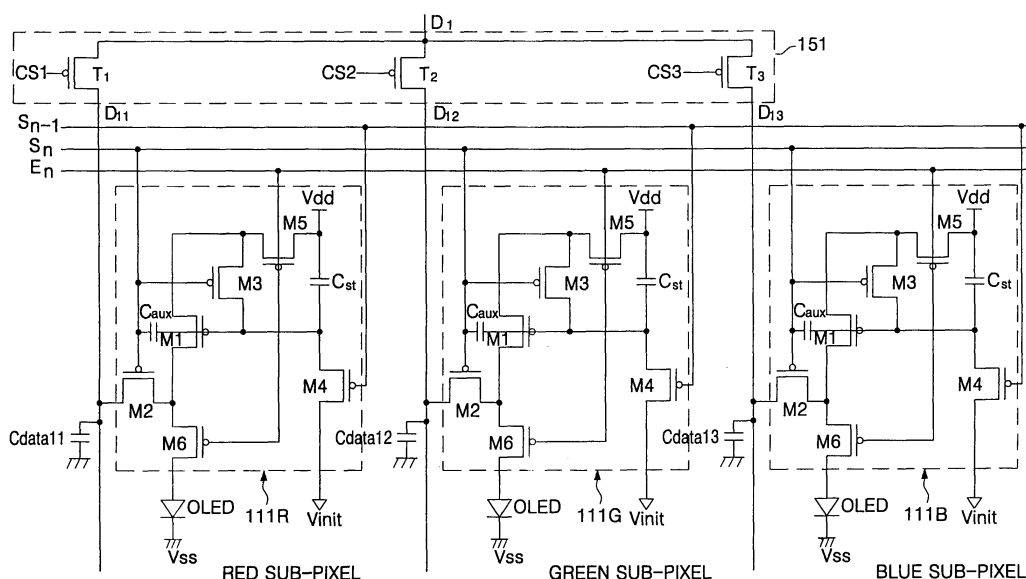 D1
151
CS1 T1 CS2 T2 CS3 T3
D11 D12 D13
Sn-1
Sn
En
Vdd Vdd Vdd
M5 M5 M5
M3 Cst M3 Cst M3 Cst
Caux Caux Caux
M1 M1 M1
M4 M4 M4
M2 M2 M2
Cdata11 M6 Cdata12 M6 Cdata13 M6
OLED 111R Vinit OLED 111G Vinit OLED 111B Vinit
Vss Vss Vss
RED SUB-PIXEL GREEN SUB-PIXEL BLUE SUB-PIXEL